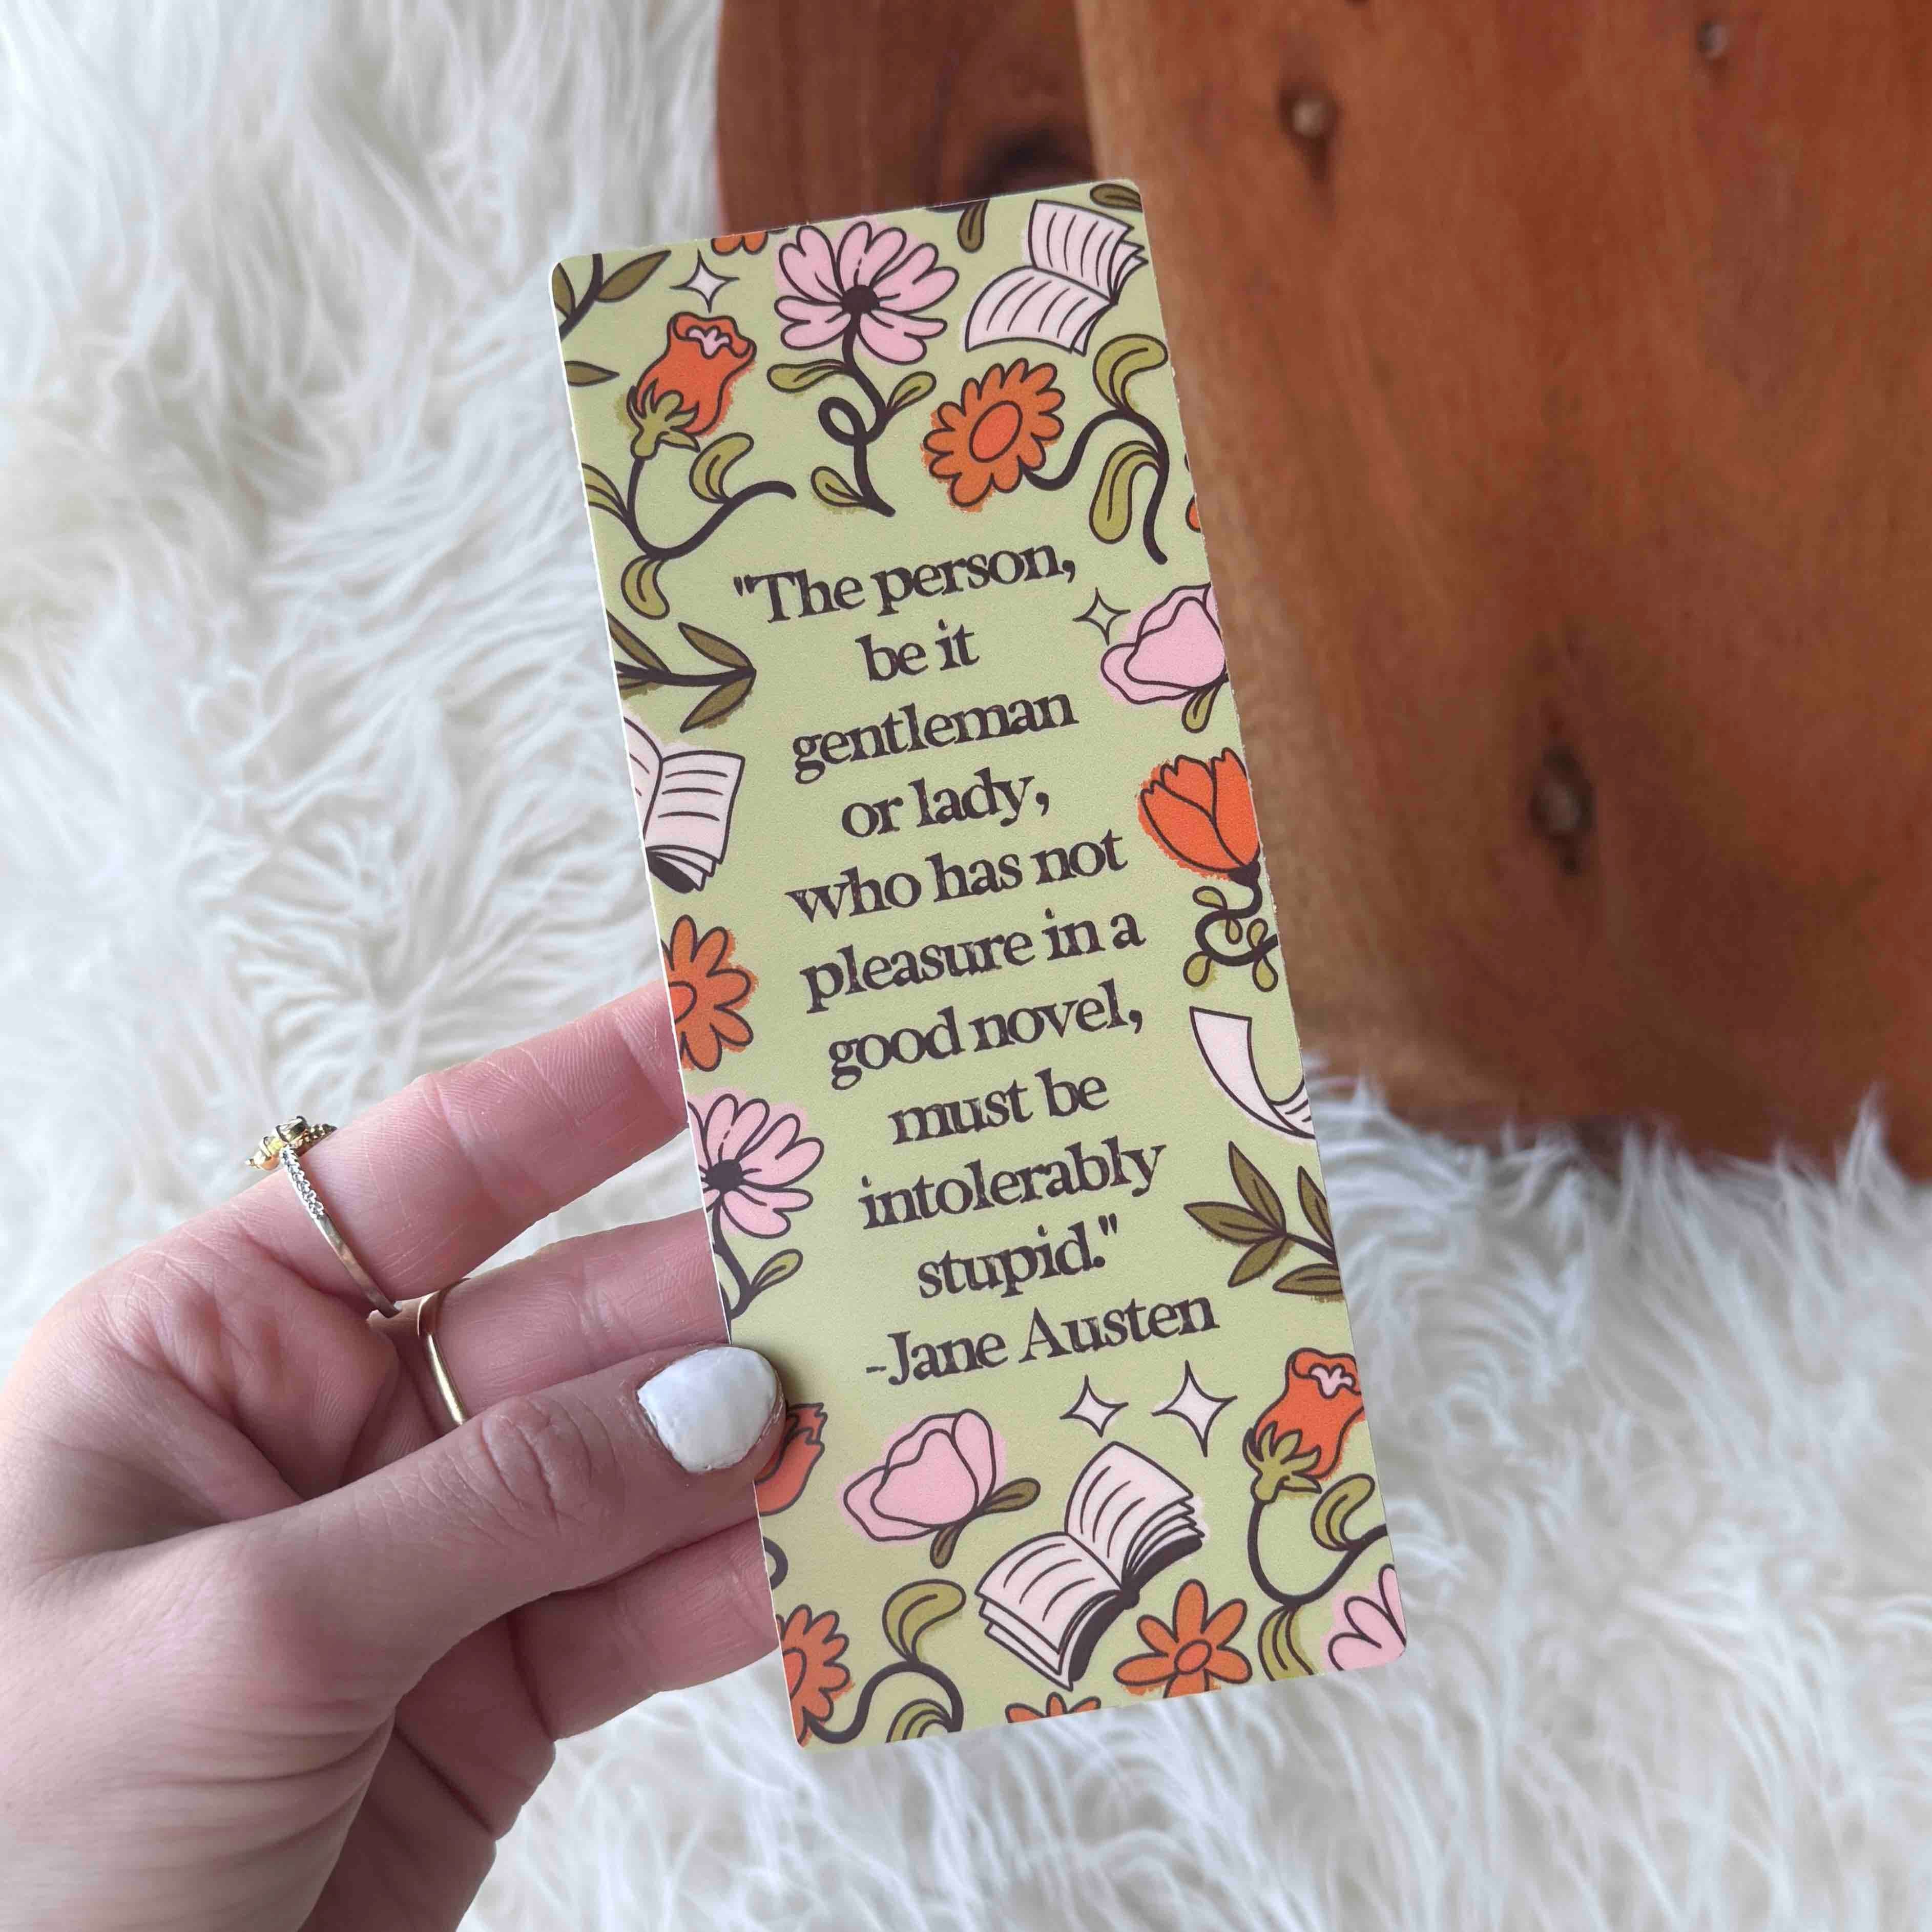 "The person,
be it
gentleman
or lady,
who has not
pleasure in a
good novel,
must be
intolerably
stupid."
-Jane Austen